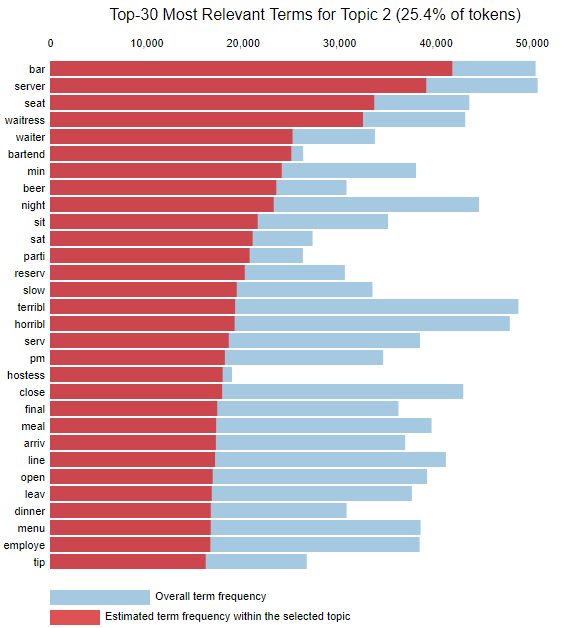 Top-30 Most Relevant Terms for Topic 2 (25.4% of tokens)
0 10,000 20,000 30,000 40,000 50,000
bar
server
seat
waitress
waiter
bartend
min
beer
night
sit
sat
parti
reserv
slow
terribl
horribl
serv
pm
hostess
close
final
meal
arriv
line
open
leav
dinner
menu
employe
tip
Overall term frequency
Estimated term frequency within the selected topic